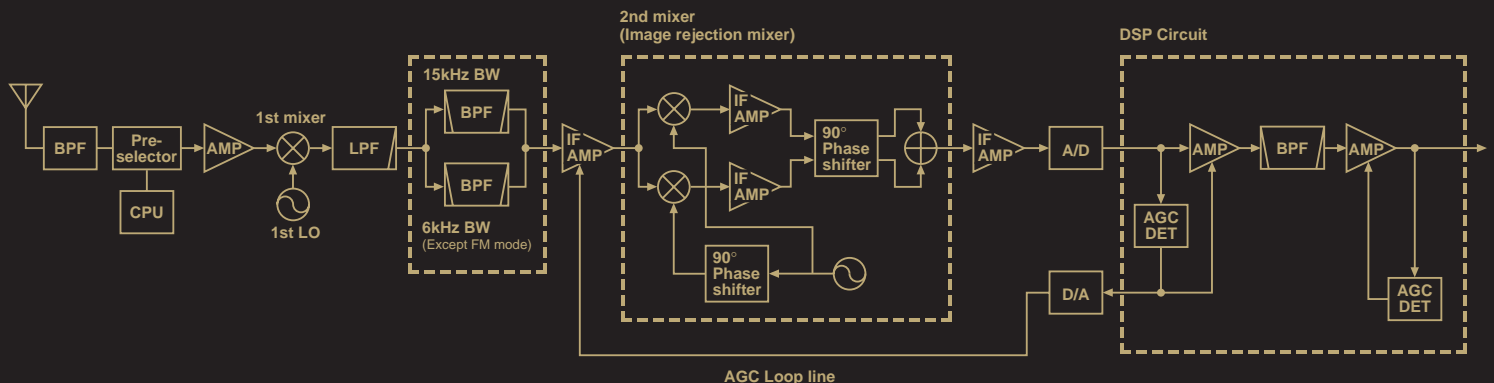 2nd mixer
(Image rejection mixer)
DSP Circuit
15kHz BW
BPF
1st mixer
BPF
Pre-
selector
CPU
AMP
1st LO
LPF
BPF
6kHz BW
(Except FM mode)
IF
AMP
IF
AMP
IF
AMP
90°
Phase
shifter
90°
Phase
shifter
IF
AMP
A/D
D/A
AMP
BPF
AMP
AGC
DET
AGC
DET
AGC Loop line